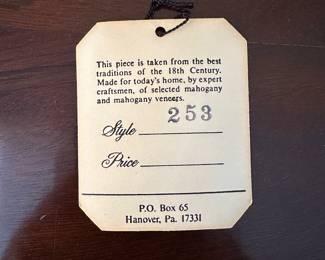 This piece is taken from the best
traditions of the 18th Century.
Made for today's home, by expert
craftsmen, of selected mahogany
and mahogany veneers.
Style 253
Price
P.O. Box 65
Hanover, Pa. 17331